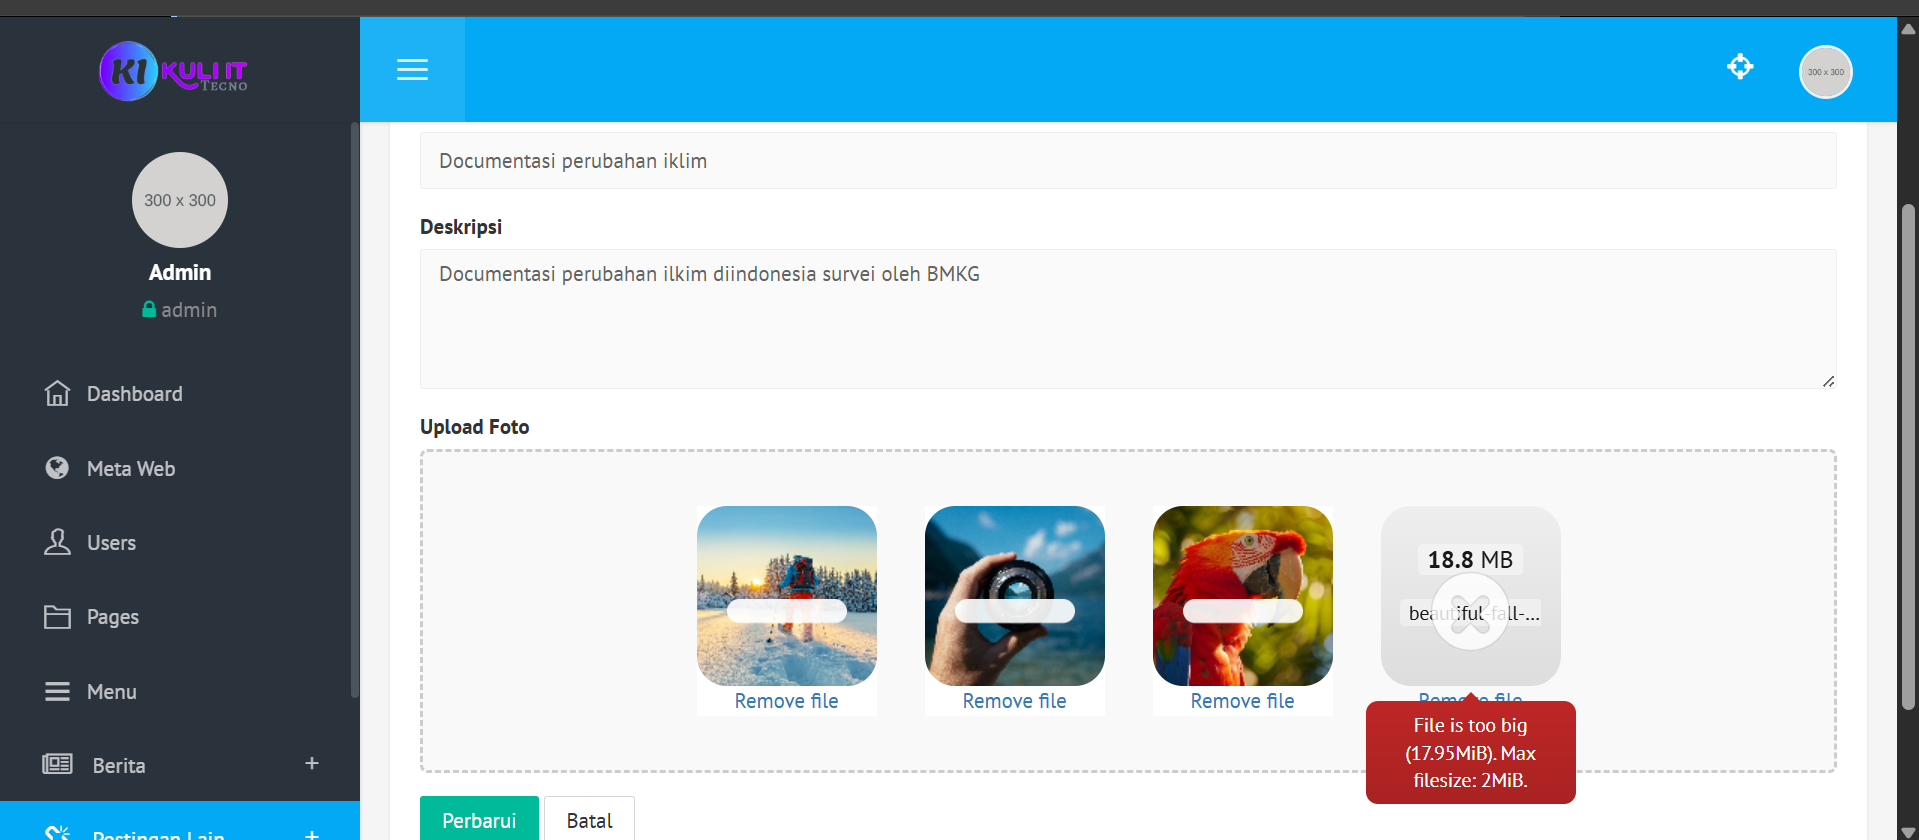 K1 KULI IT
TECNO
300 x 300
300 x 300
Admin
admin
Dashboard
Meta Web
Users
Pages
Menu
Berita +
Postingan Lain +
Documentasi perubahan iklim
Deskripsi
Documentasi perubahan ilkim diindonesia survei oleh BMKG
Upload Foto
18.8 MB
beautiful-fall-...
Remove file
Remove file
Remove file
Remove file
File is too big
(17.95MiB). Max
filesize: 2MiB.
Perbarui
Batal